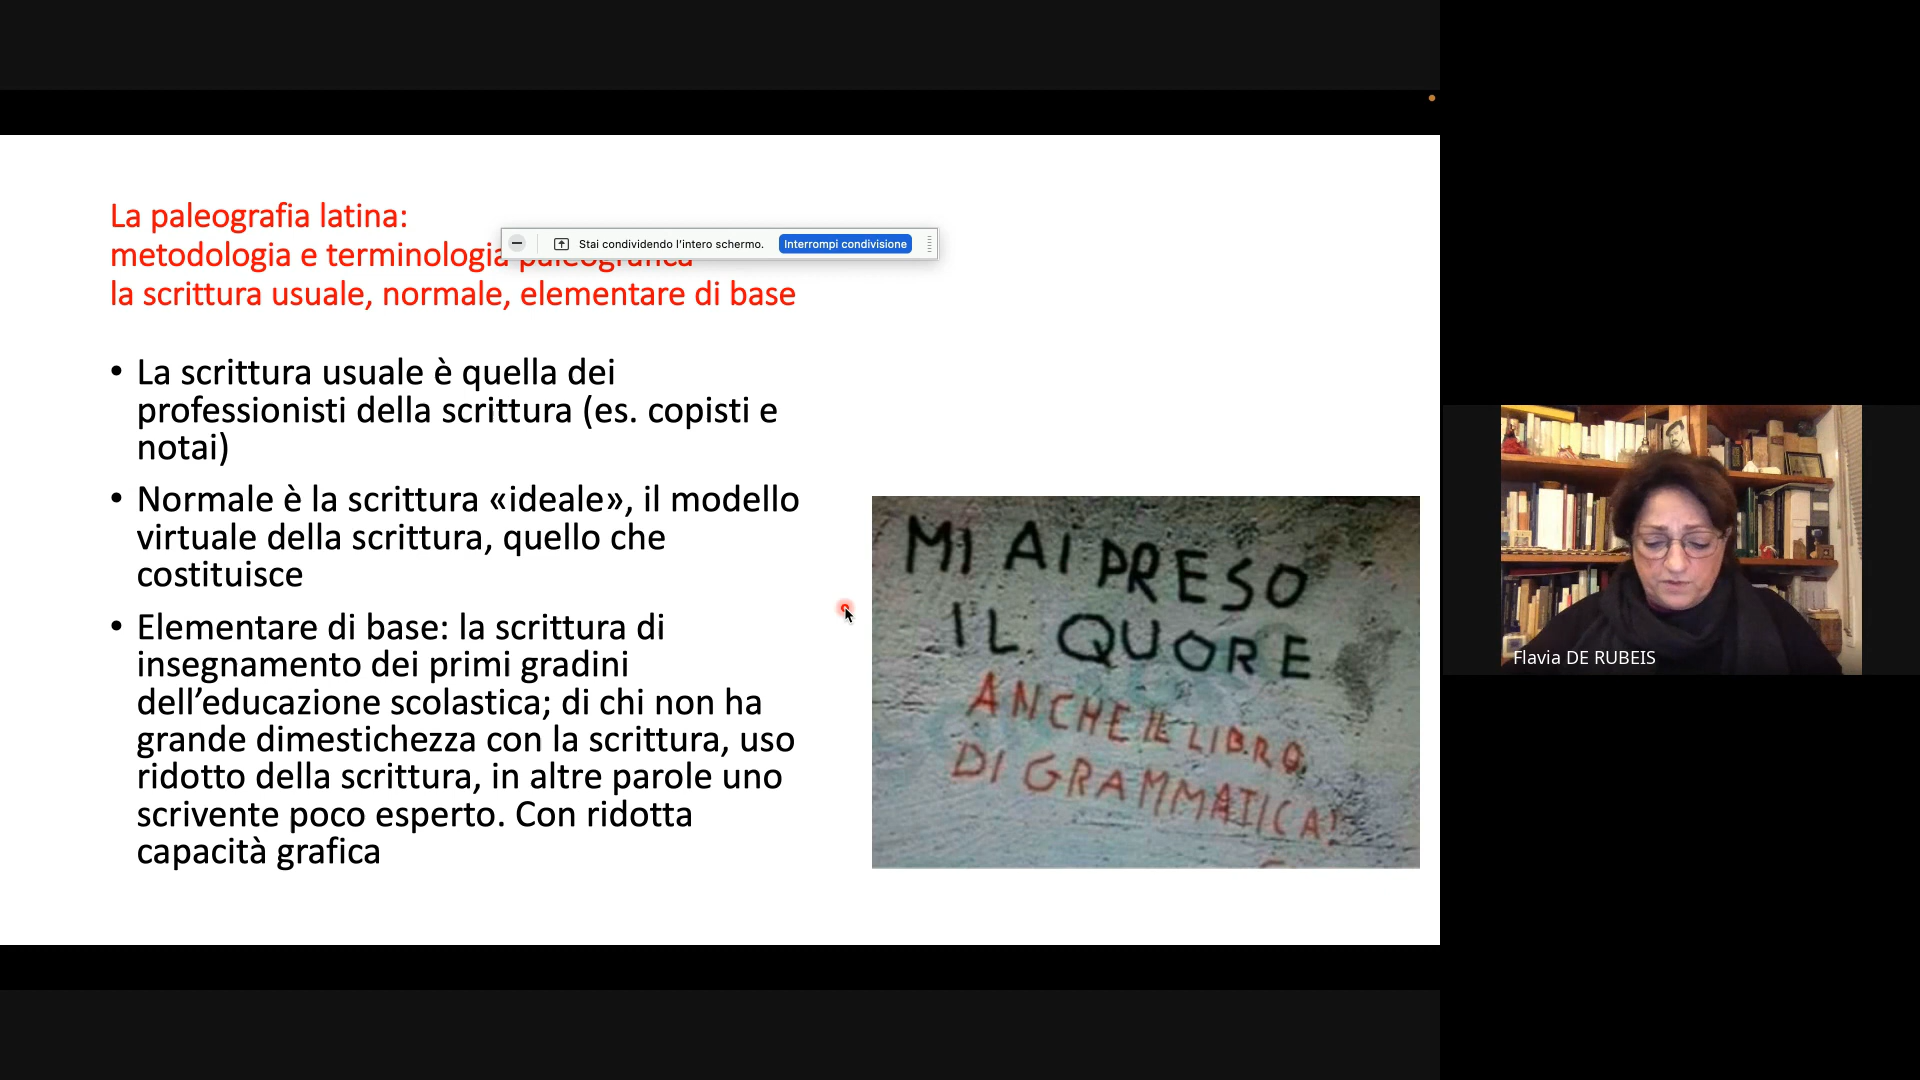 La paleografia latina:
metodologia e terminologia paleografica
la scrittura usuale, normale, elementare di base
Stai condividendo l'intero schermo.
Interrompi condivisione
• La scrittura usuale è quella dei
professionisti della scrittura (es. copisti e
notai)
• Normale è la scrittura «ideale», il modello
virtuale della scrittura, quello che
costituisce
• Elementare di base: la scrittura di
insegnamento dei primi gradini
dell’educazione scolastica; di chi non ha
grande dimestichezza con la scrittura, uso
ridotto della scrittura, in altre parole uno
scrivente poco esperto. Con ridotta
capacità grafica
MI AI PRESO
IL QUORE
ANCHE IL LIBRO
DI GRAMMATICA!
Flavia DE RUBEIS